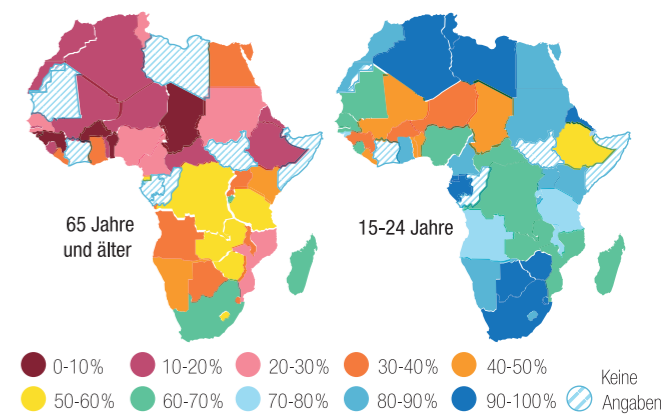 65 Jahre
und älter
15-24 Jahre
0-10%
10-20%
20-30%
30-40%
40-50%
50-60%
60-70%
70-80%
80-90%
90-100%
Keine
Angaben